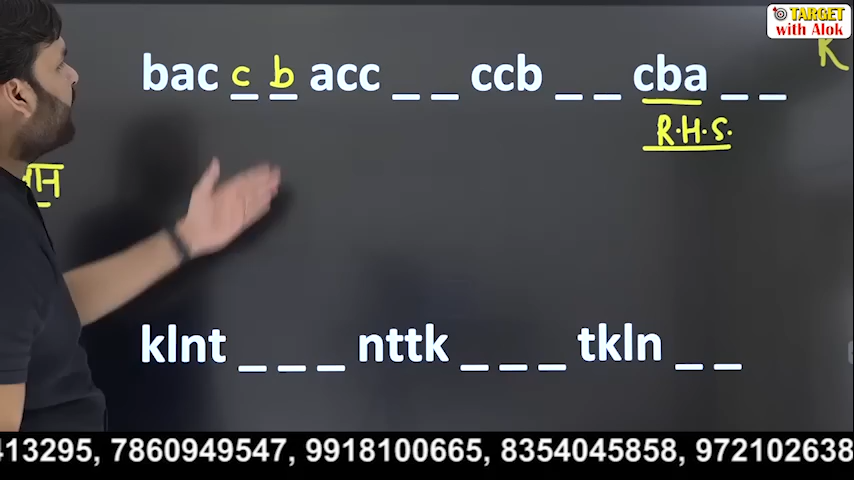 TARGET
with Alok
bac c b acc _ _ ccb _ _ cba _ _
R.H.S.
klnt _ _ _ nttk _ _ _ tkln _ _
413295, 7860949547, 9918100665, 8354045858, 972102638